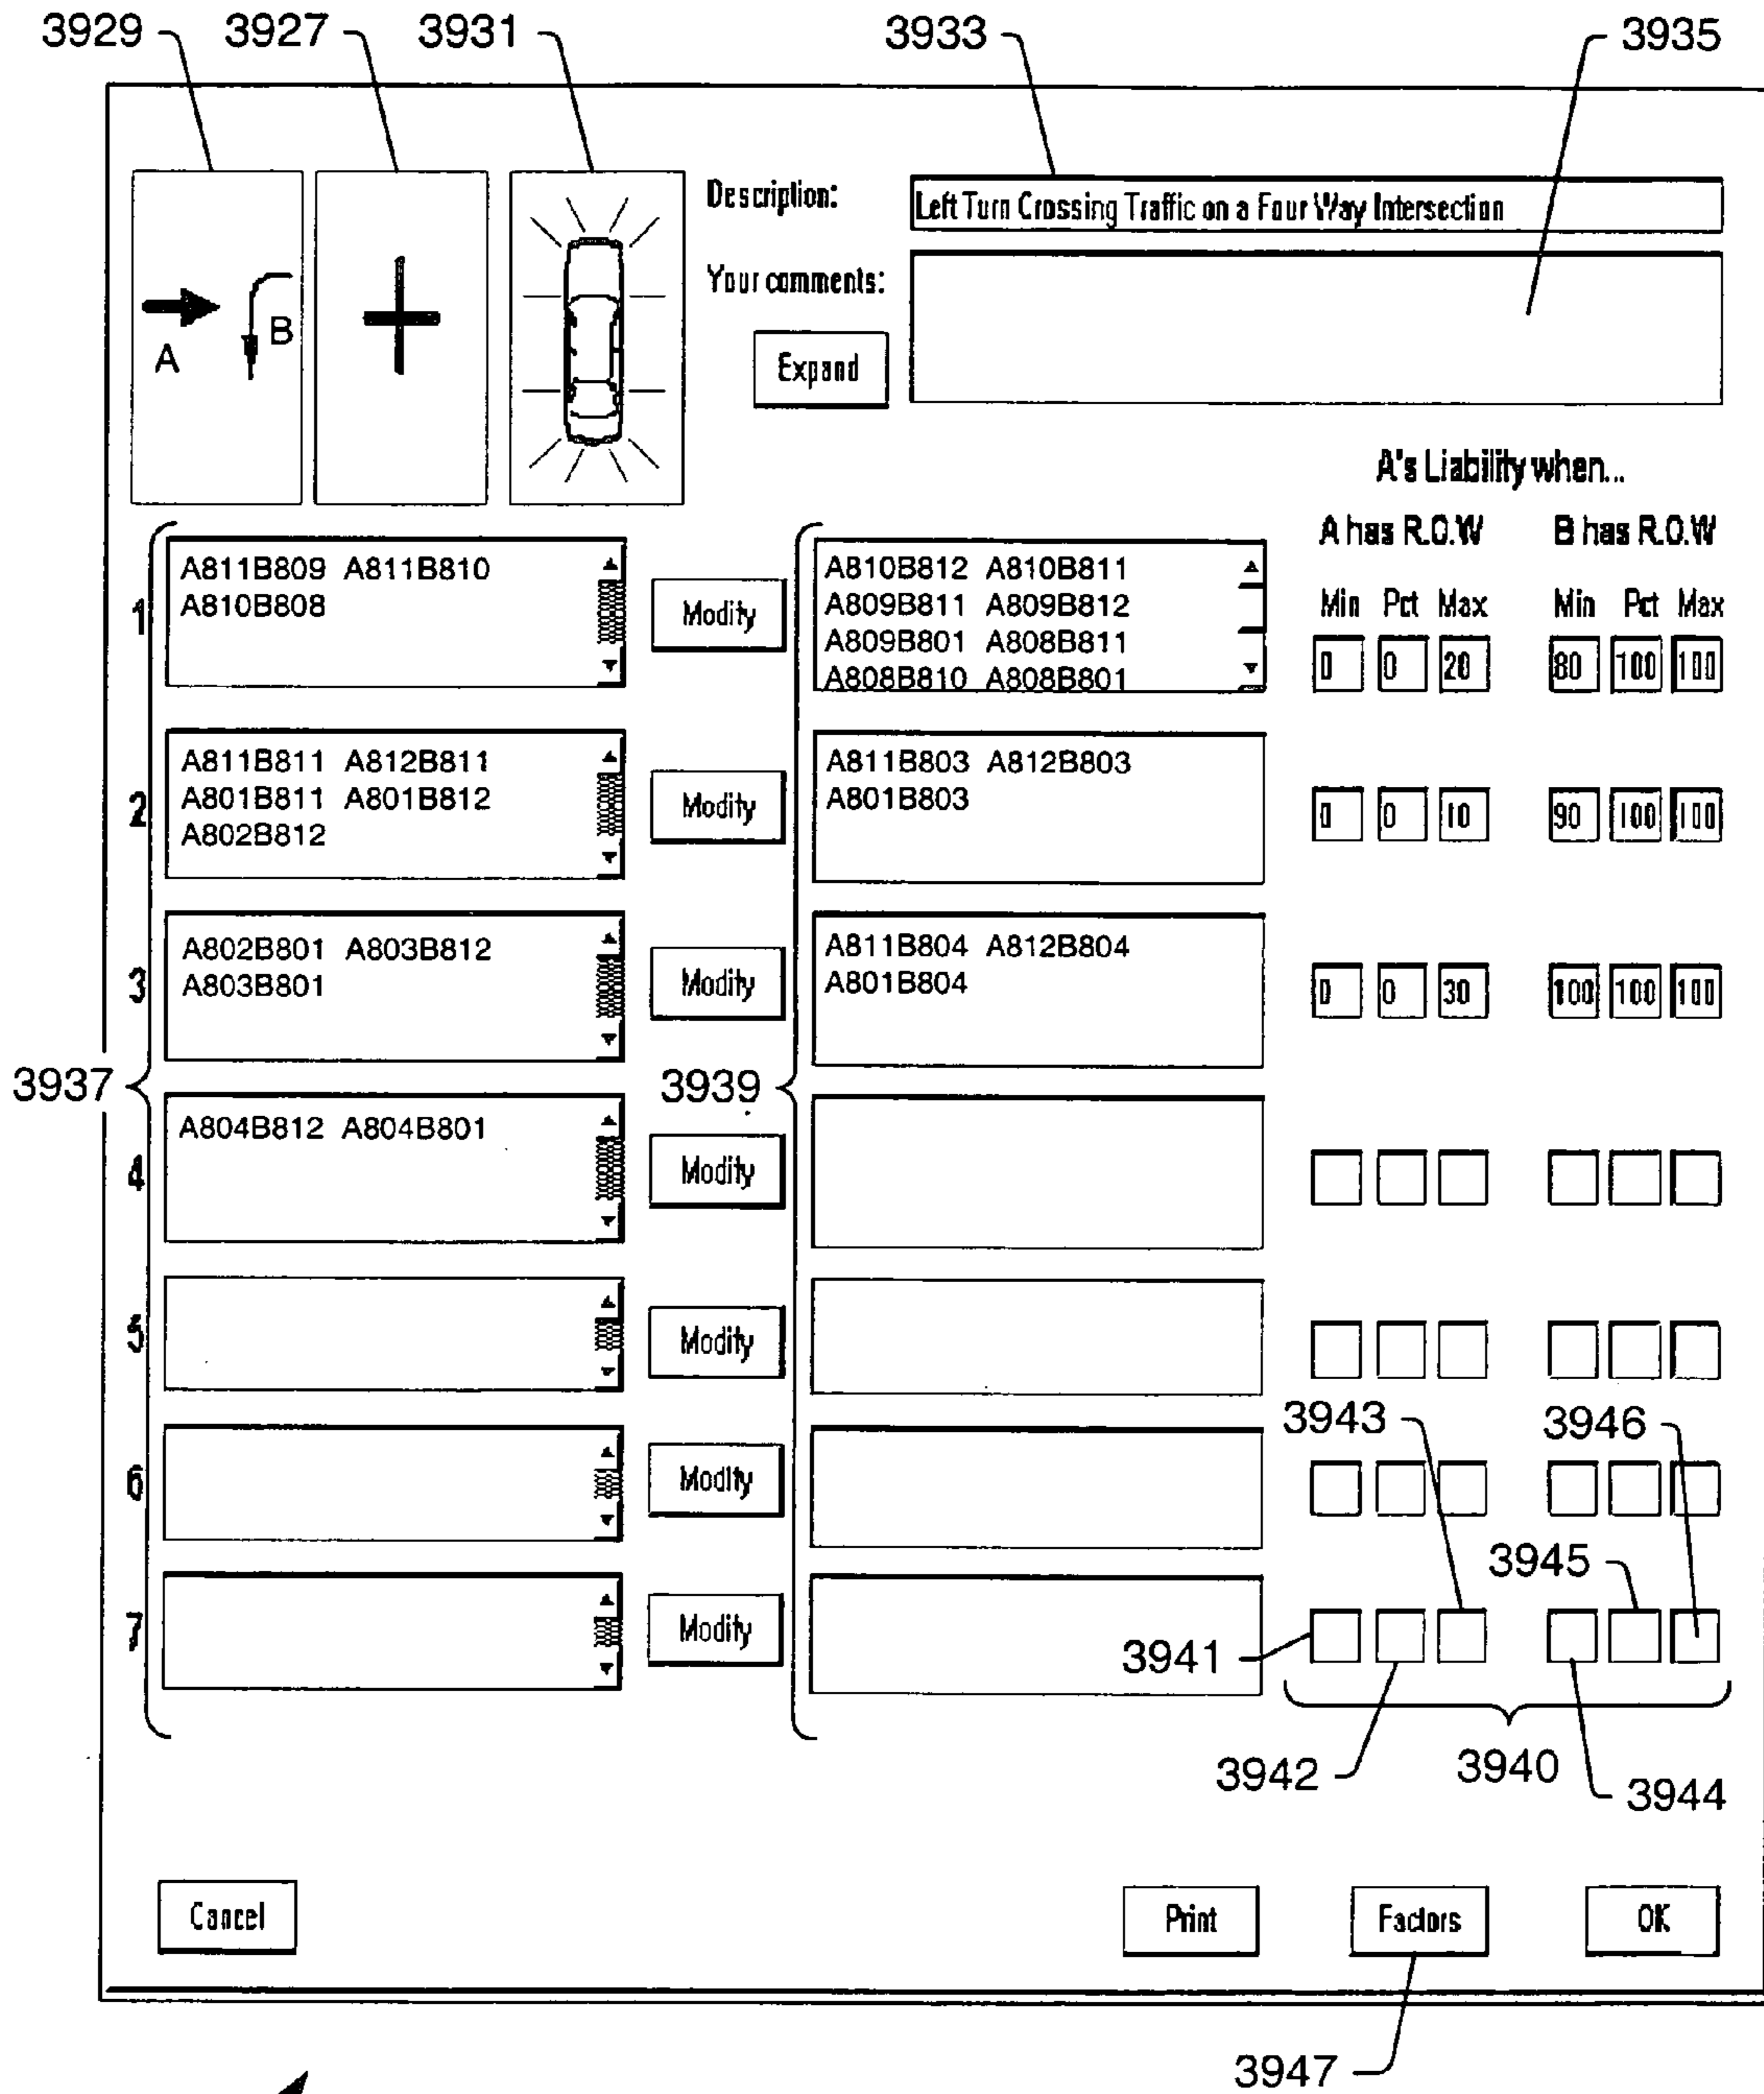 3929 3927 3931 3933 3935
Description: Left Turn Crossing Traffic on a Four Way Intersection
A B
Your comments:
Expand
A's Liability when...
A has R.O.W B has R.O.W
Min Pct Max Min Pct Max
1
A811B809 A811B810
A810B808
Modify
A810B812 A810B811
A809B811 A809B812
A809B801 A808B811
A808B810 A808B801
0 0 20 80 100 100
2
A811B811 A812B811
A801B811 A801B812
A802B812
Modify
A811B803 A812B803
A801B803
0 0 10 90 100 100
3
A802B801 A803B812
A803B801
Modify
A811B804 A812B804
A801B804
0 0 30 100 100 100
3937 3939
4
A804B812 A804B801
Modify
5 Modify
3943 3946
6 Modify
3945
7 Modify
3941
3942 3940 3944
Cancel Print Factors OK
3947